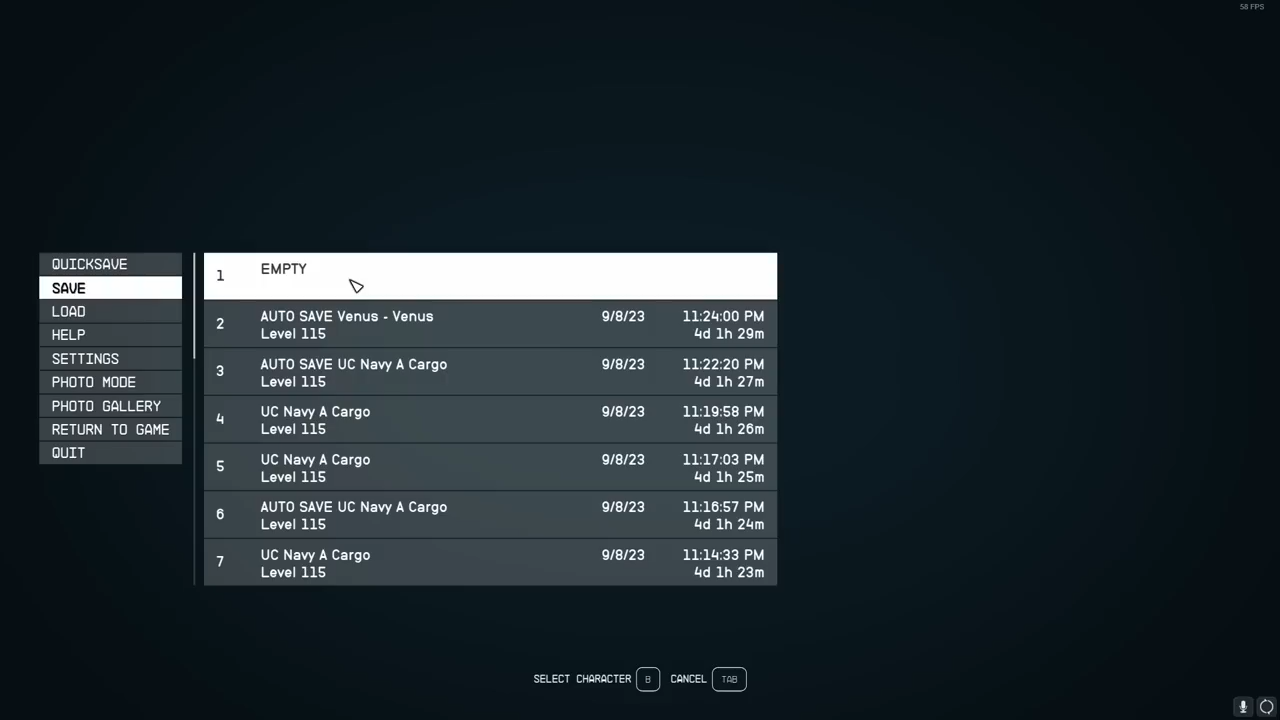 58 FPS
QUICKSAVE
SAVE
LOAD
HELP
SETTINGS
PHOTO MODE
PHOTO GALLERY
RETURN TO GAME
QUIT
1 EMPTY
2 AUTO SAVE Venus - Venus 9/8/23 11:24:00 PM
Level 115 4d 1h 29m
3 AUTO SAVE UC Navy A Cargo 9/8/23 11:22:20 PM
Level 115 4d 1h 27m
4 UC Navy A Cargo 9/8/23 11:19:58 PM
Level 115 4d 1h 26m
5 UC Navy A Cargo 9/8/23 11:17:03 PM
Level 115 4d 1h 25m
6 AUTO SAVE UC Navy A Cargo 9/8/23 11:16:57 PM
Level 115 4d 1h 24m
7 UC Navy A Cargo 9/8/23 11:14:33 PM
Level 115 4d 1h 23m
SELECT CHARACTER B CANCEL TAB